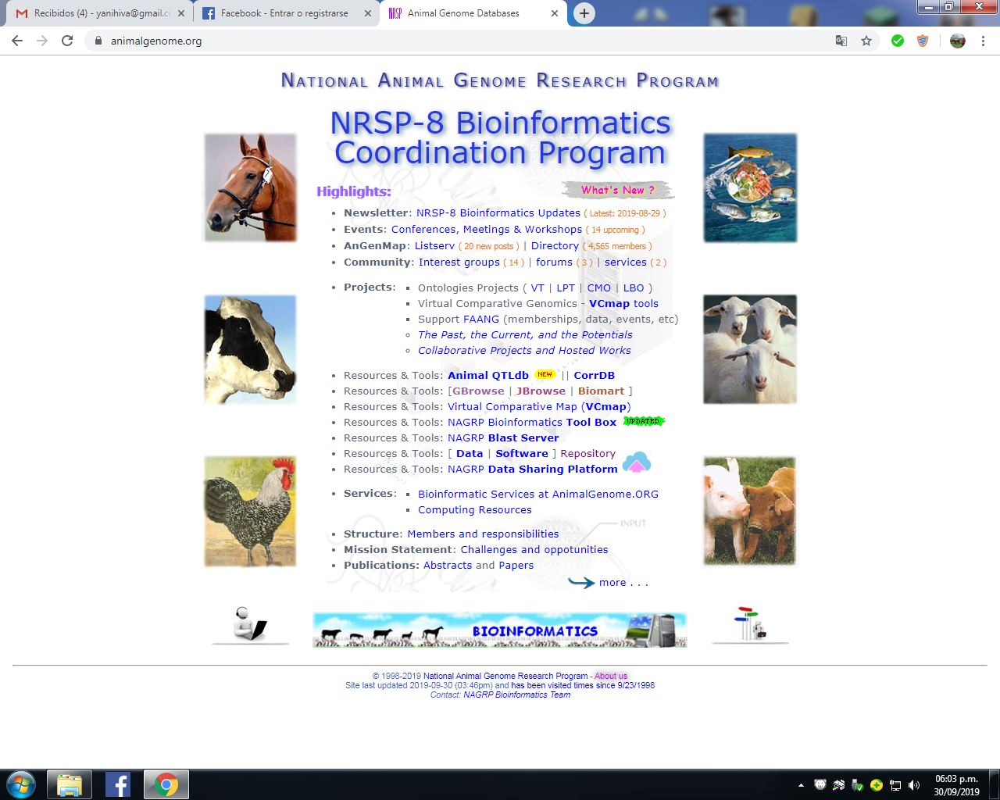 Recibidos (4) - yanihiva@gmail.c
Facebook - Entrar o registrarse
NRSP Animal Genome Databases
animalgenome.org
NATIONAL ANIMAL GENOME RESEARCH PROGRAM
NRSP-8 Bioinformatics
Coordination Program
Highlights:
What's New ?
• Newsletter: NRSP-8 Bioinformatics Updates ( Latest: 2019-08-29 )
• Events: Conferences, Meetings & Workshops ( 14 upcoming )
• AnGenMap: Listserv ( 20 new posts ) | Directory ( 4,565 members )
• Community: Interest groups ( 14 ) | forums ( 3 ) | services ( 2 )
• Projects: ▪ Ontologies Projects ( VT | LPT | CMO | LBO )
▪ Virtual Comparative Genomics - VCmap tools
▪ Support FAANG (memberships, data, events, etc)
◦ The Past, the Current, and the Potentials
◦ Collaborative Projects and Hosted Works
• Resources & Tools: Animal QTLdb NEW || CorrDB
• Resources & Tools: [GBrowse | JBrowse | Biomart ]
• Resources & Tools: Virtual Comparative Map (VCmap)
• Resources & Tools: NAGRP Bioinformatics Tool Box UPDATED
• Resources & Tools: NAGRP Blast Server
• Resources & Tools: [ Data | Software ] Repository
• Resources & Tools: NAGRP Data Sharing Platform
• Services: ▪ Bioinformatic Services at AnimalGenome.ORG
▪ Computing Resources
INPUT
• Structure: Members and responsibilities
• Mission Statement: Challenges and oppotunities
• Publications: Abstracts and Papers
more . . .
BIOINFORMATICS
© 1998-2019 National Animal Genome Research Program - About us
Site last updated 2019-09-30 (03:46pm) and has been visited times since 9/23/1998
Contact: NAGRP Bioinformatics Team
06:03 p.m.
30/09/2019